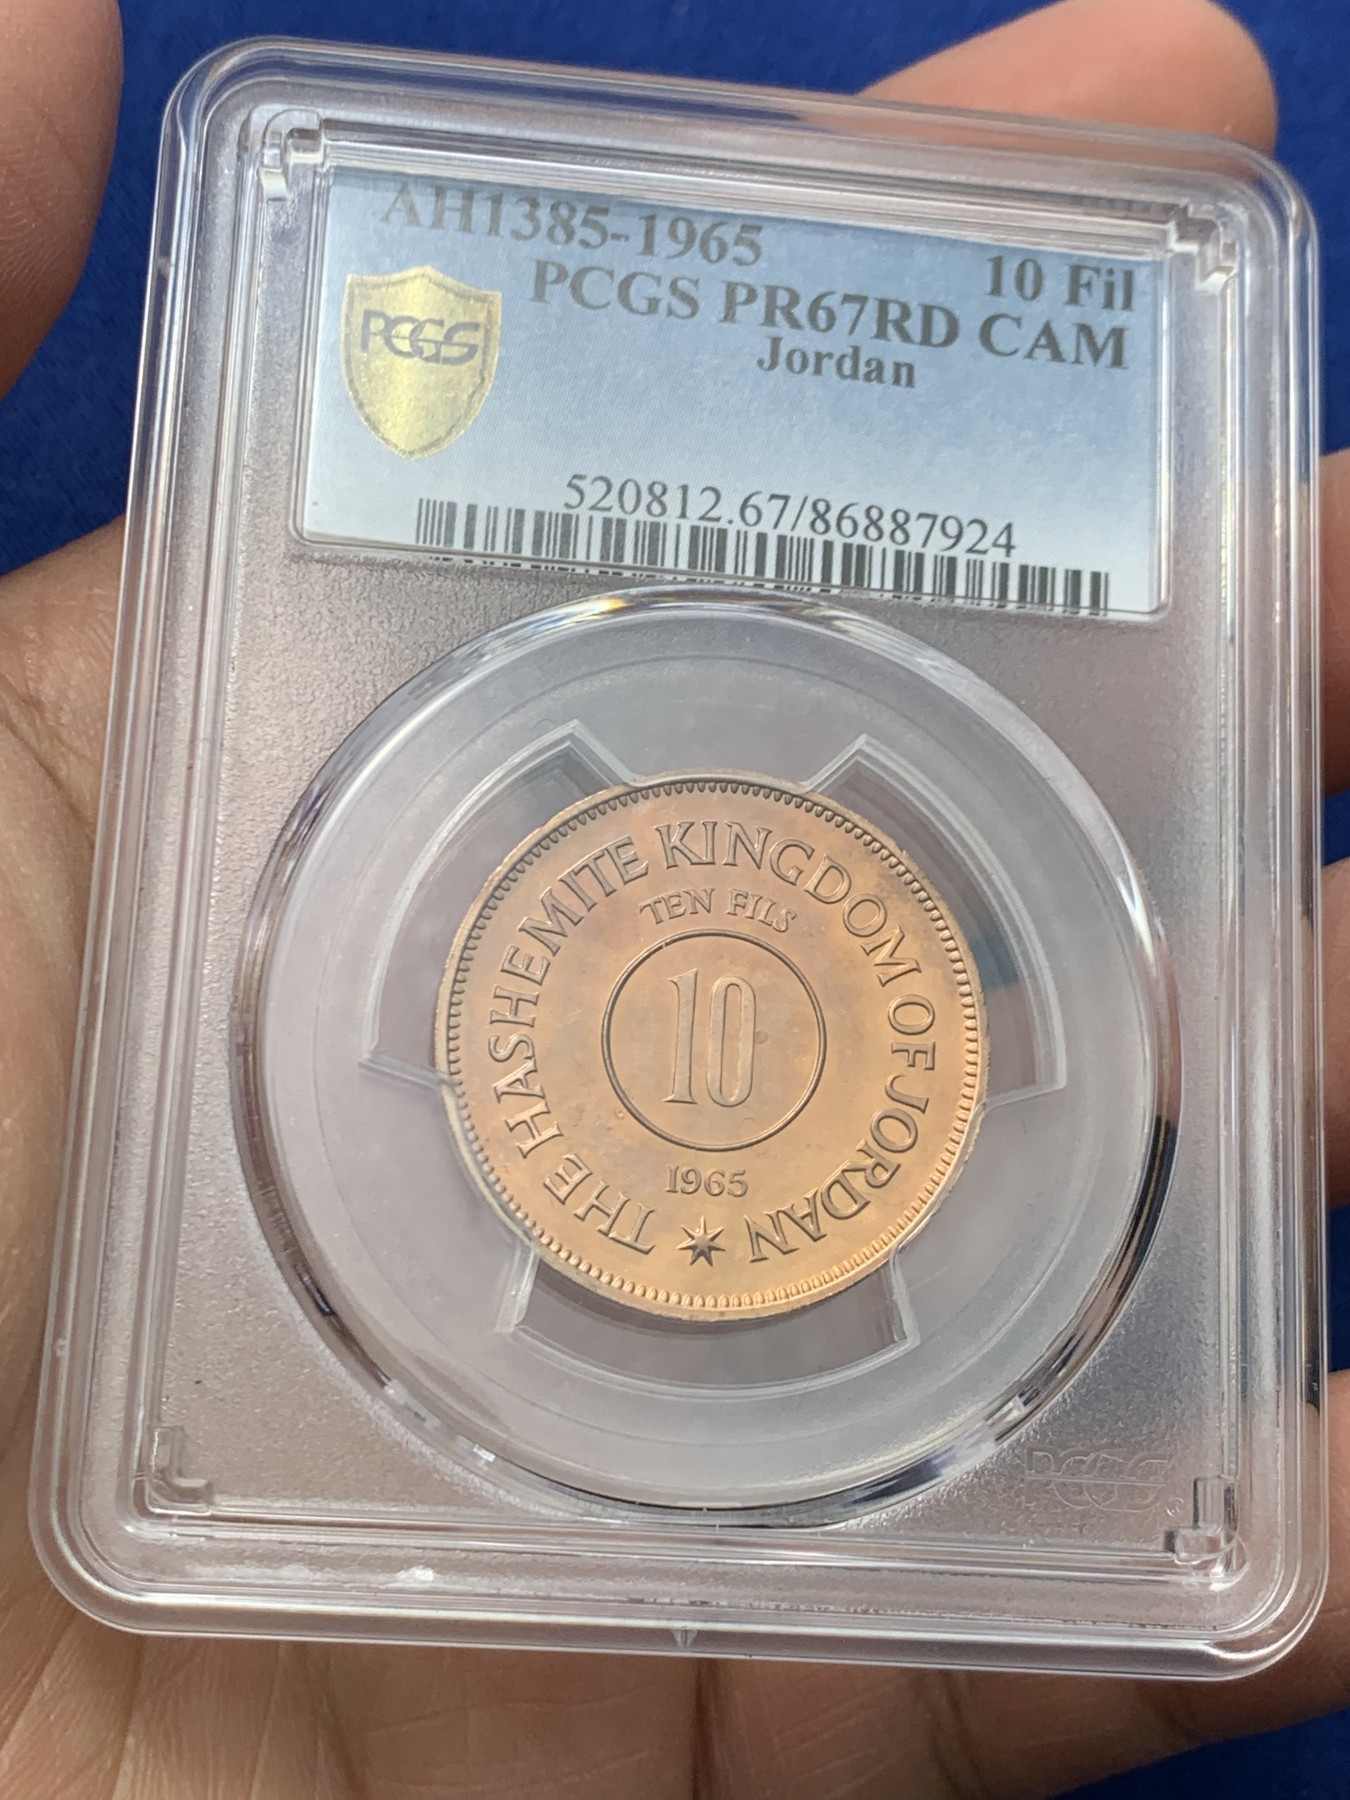 AH1385-1965
10 Fil
PCGS PR67RD CAM
Jordan
PCGS
520812.67/86887924
THE HASHEMITE KINGDOM OF JORDAN
TEN FILS
10
1965
PCGS